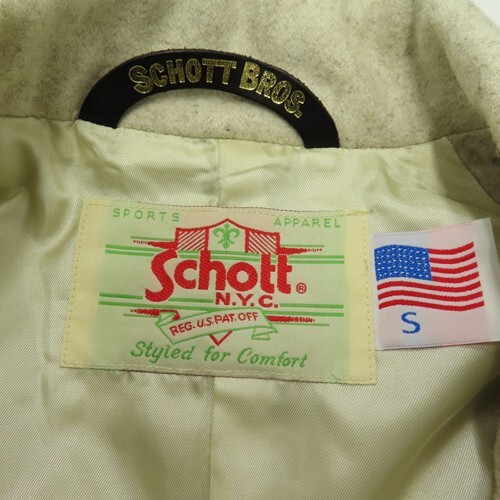 SCHOTT BROS.
SPORTS APPAREL
Schott®
N.Y.C.
REG. U.S. PAT. OFF
Styled for Comfort
S